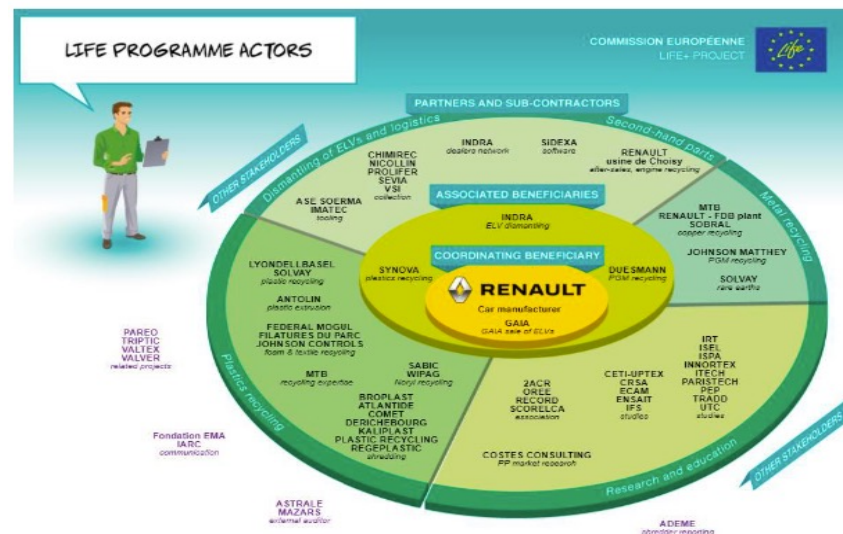 LIFE PROGRAMME ACTORS
COMMISSION EUROPÉENNE
LIFE+ PROJECT
Life
PARTNERS AND SUB-CONTRACTORS
OTHER STAKEHOLDERS
Dismantling of ELVs and logistics
Second-hand parts
INDRA
dealers network
SiDEXA
software
RENAULT
usine de Choisy
after-sales, engine recycling
CHIMIREC
NICOLLIN
PROLIFER
SEVIA
VSI
collection
ASE SOERMA
IMATEC
tooling
Metal recycling
MTB
RENAULT - FDB plant
SOBRAL
copper recycling
JOHNSON MATTHEY
PGM recycling
SOLVAY
rare earths
ASSOCIATED BENEFICIARIES
INDRA
ELV dismantling
SYNOVA
plastics recycling
DUESMANN
PGM recycling
COORDINATING BENEFICIARY
RENAULT
Car manufacturer
GAIA
GAIA sale of ELVs
Plastics recycling
LYONDELLBASEL
SOLVAY
plastic recycling
ANTOLIN
plastic extrusion
FEDERAL MOGUL
FILATURES DU PARC
JOHNSON CONTROLS
foam & textile recycling
MTB
recycling expertise
SABIC
WIPAG
Noryl recycling
BROPLAST
ATLANTIDE
COMET
DERICHEBOURG
KALIPLAST
PLASTIC RECYCLING
REGEPLASTIC
shredding
2ACR
OREE
RECORD
SCORELCA
association
CETI-UPTEX
CRSA
ECAM
ENSAIT
IFS
studies
IRT
ISEL
ISPA
INNORTEX
ITECH
PARISTECH
PEP
TRADD
UTC
studies
COSTES CONSULTING
PP market research
Research and education
PAREO
TRIPTIC
VALTEX
VALVER
related projects
Fondation EMA
IARC
communication
ASTRALE
MAZARS
external auditor
OTHER STAKEHOLDERS
ADEME
shredder reporting